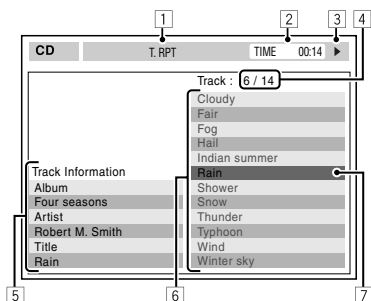 1 2 3 4
CD T. RPT TIME 00:14
Track : 6 / 14
Cloudy
Fair
Fog
Hail
Indian summer
Rain
Shower
Snow
Thunder
Typhoon
Wind
Winter sky
Track Information
Album
Four seasons
Artist
Robert M. Smith
Title
Rain
5 6 7